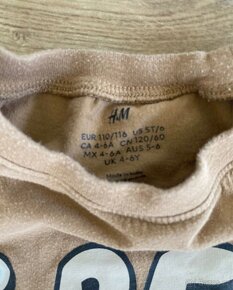 H&M
EUR 110/116 US 5T/6
CA 4-6A CN 120/60
MX 4-6A AUS 5-6
UK 4-6Y